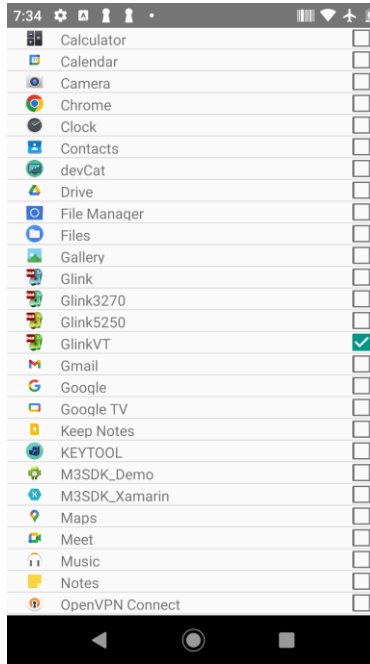 7:34
Calculator
Calendar
Camera
Chrome
Clock
Contacts
devCat
Drive
File Manager
Files
Gallery
Glink
Glink3270
Glink5250
GlinkVT
Gmail
Google
Google TV
Keep Notes
KEYTOOL
M3SDK_Demo
M3SDK_Xamarin
Maps
Meet
Music
Notes
OpenVPN Connect